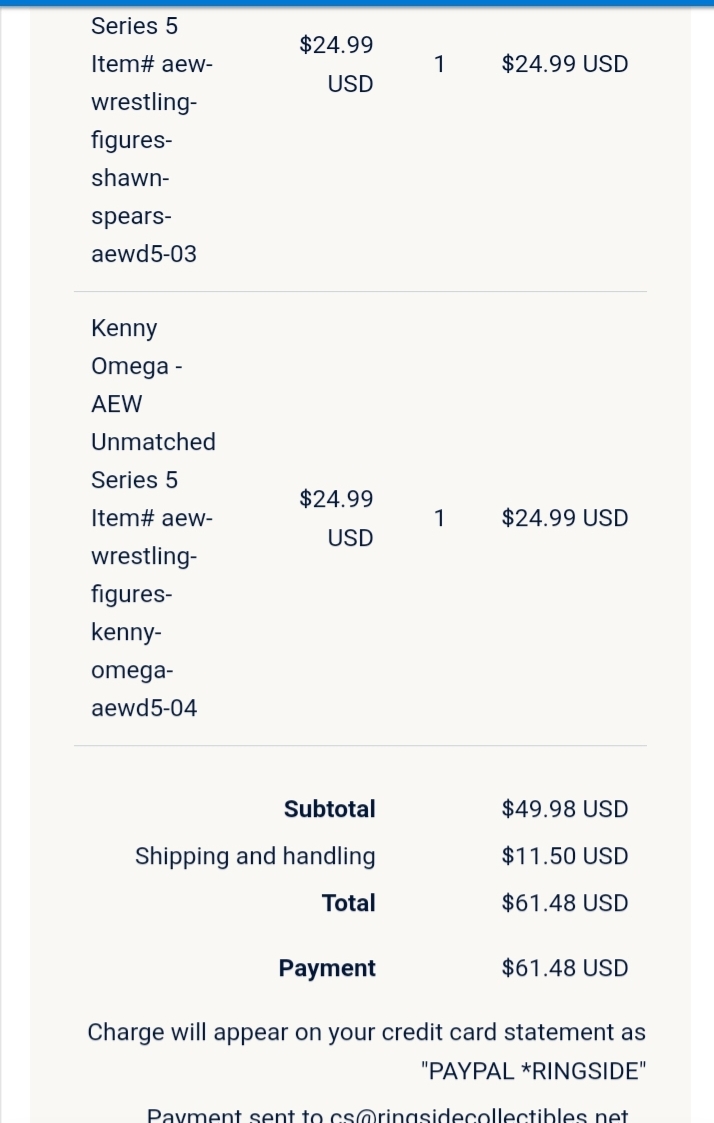 Series 5
Item# aew-
wrestling-
figures-
shawn-
spears-
aewd5-03
$24.99
USD
1
$24.99 USD
Kenny
Omega -
AEW
Unmatched
Series 5
Item# aew-
wrestling-
figures-
kenny-
omega-
aewd5-04
$24.99
USD
1
$24.99 USD
Subtotal $49.98 USD
Shipping and handling $11.50 USD
Total $61.48 USD
Payment $61.48 USD
Charge will appear on your credit card statement as
"PAYPAL *RINGSIDE"
Payment sent to cs@ringsidecollectibles.net